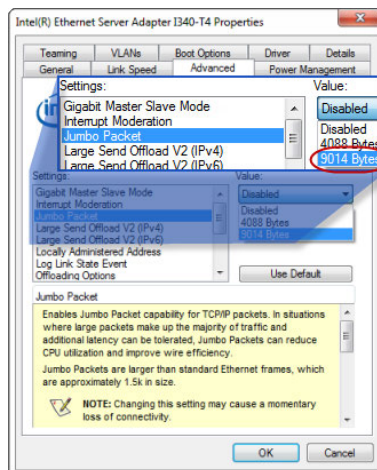 Intel(R) Ethernet Server Adapter I340-T4 Properties
Teaming VLANs Boot Options Driver Details
General Link Speed Advanced Power Management
Settings: Value:
Gigabit Master Slave Mode Disabled
Interrupt Moderation Disabled
Jumbo Packet 4088 Bytes
Large Send Offload V2 (IPv4) 9014 Bytes
Large Send Offload V2 (IPv6)
Settings: Value:
Gigabit Master Slave Mode Disabled
Interrupt Moderation Disabled
Jumbo Packet 4088 Bytes
Large Send Offload V2 (IPv4) 9014 Bytes
Large Send Offload V2 (IPv6)
Locally Administered Address
Log Link State Event
Offloading Options Use Default
Jumbo Packet
Enables Jumbo Packet capability for TCP/IP packets. In situations
where large packets make up the majority of traffic and
additional latency can be tolerated, Jumbo Packets can reduce
CPU utilization and improve wire efficiency.
Jumbo Packets are larger than standard Ethernet frames, which
are approximately 1.5k in size.
NOTE: Changing this setting may cause a momentary
loss of connectivity.
OK Cancel